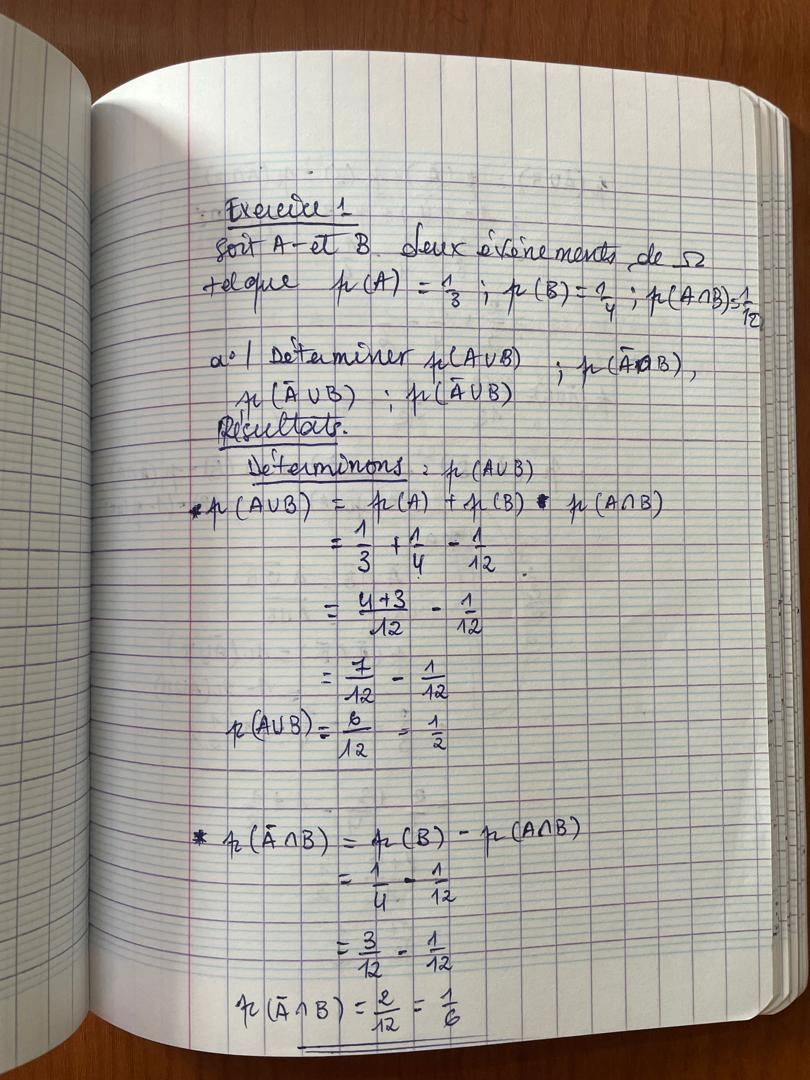 Exercice 1
Soit A et B deux événements de Ω
tel que p(A) = 1/3 ; p(B) = 1/4 ; p(A∩B) = 1/12
a°/ Déterminer p(A∪B) ; p(Ā∩B),
p(Ā∪B) ; p(Ā∪B)
Résultats.
Déterminons : p(A∪B)
* p(A∪B) = p(A) + p(B) - p(A∩B)
= 1/3 + 1/4 - 1/12
= (4+3)/12 - 1/12
= 7/12 - 1/12
p(A∪B) = 6/12 = 1/2
* p(Ā∩B) = p(B) - p(A∩B)
= 1/4 - 1/12
= 3/12 - 1/12
p(Ā∩B) = 2/12 = 1/6